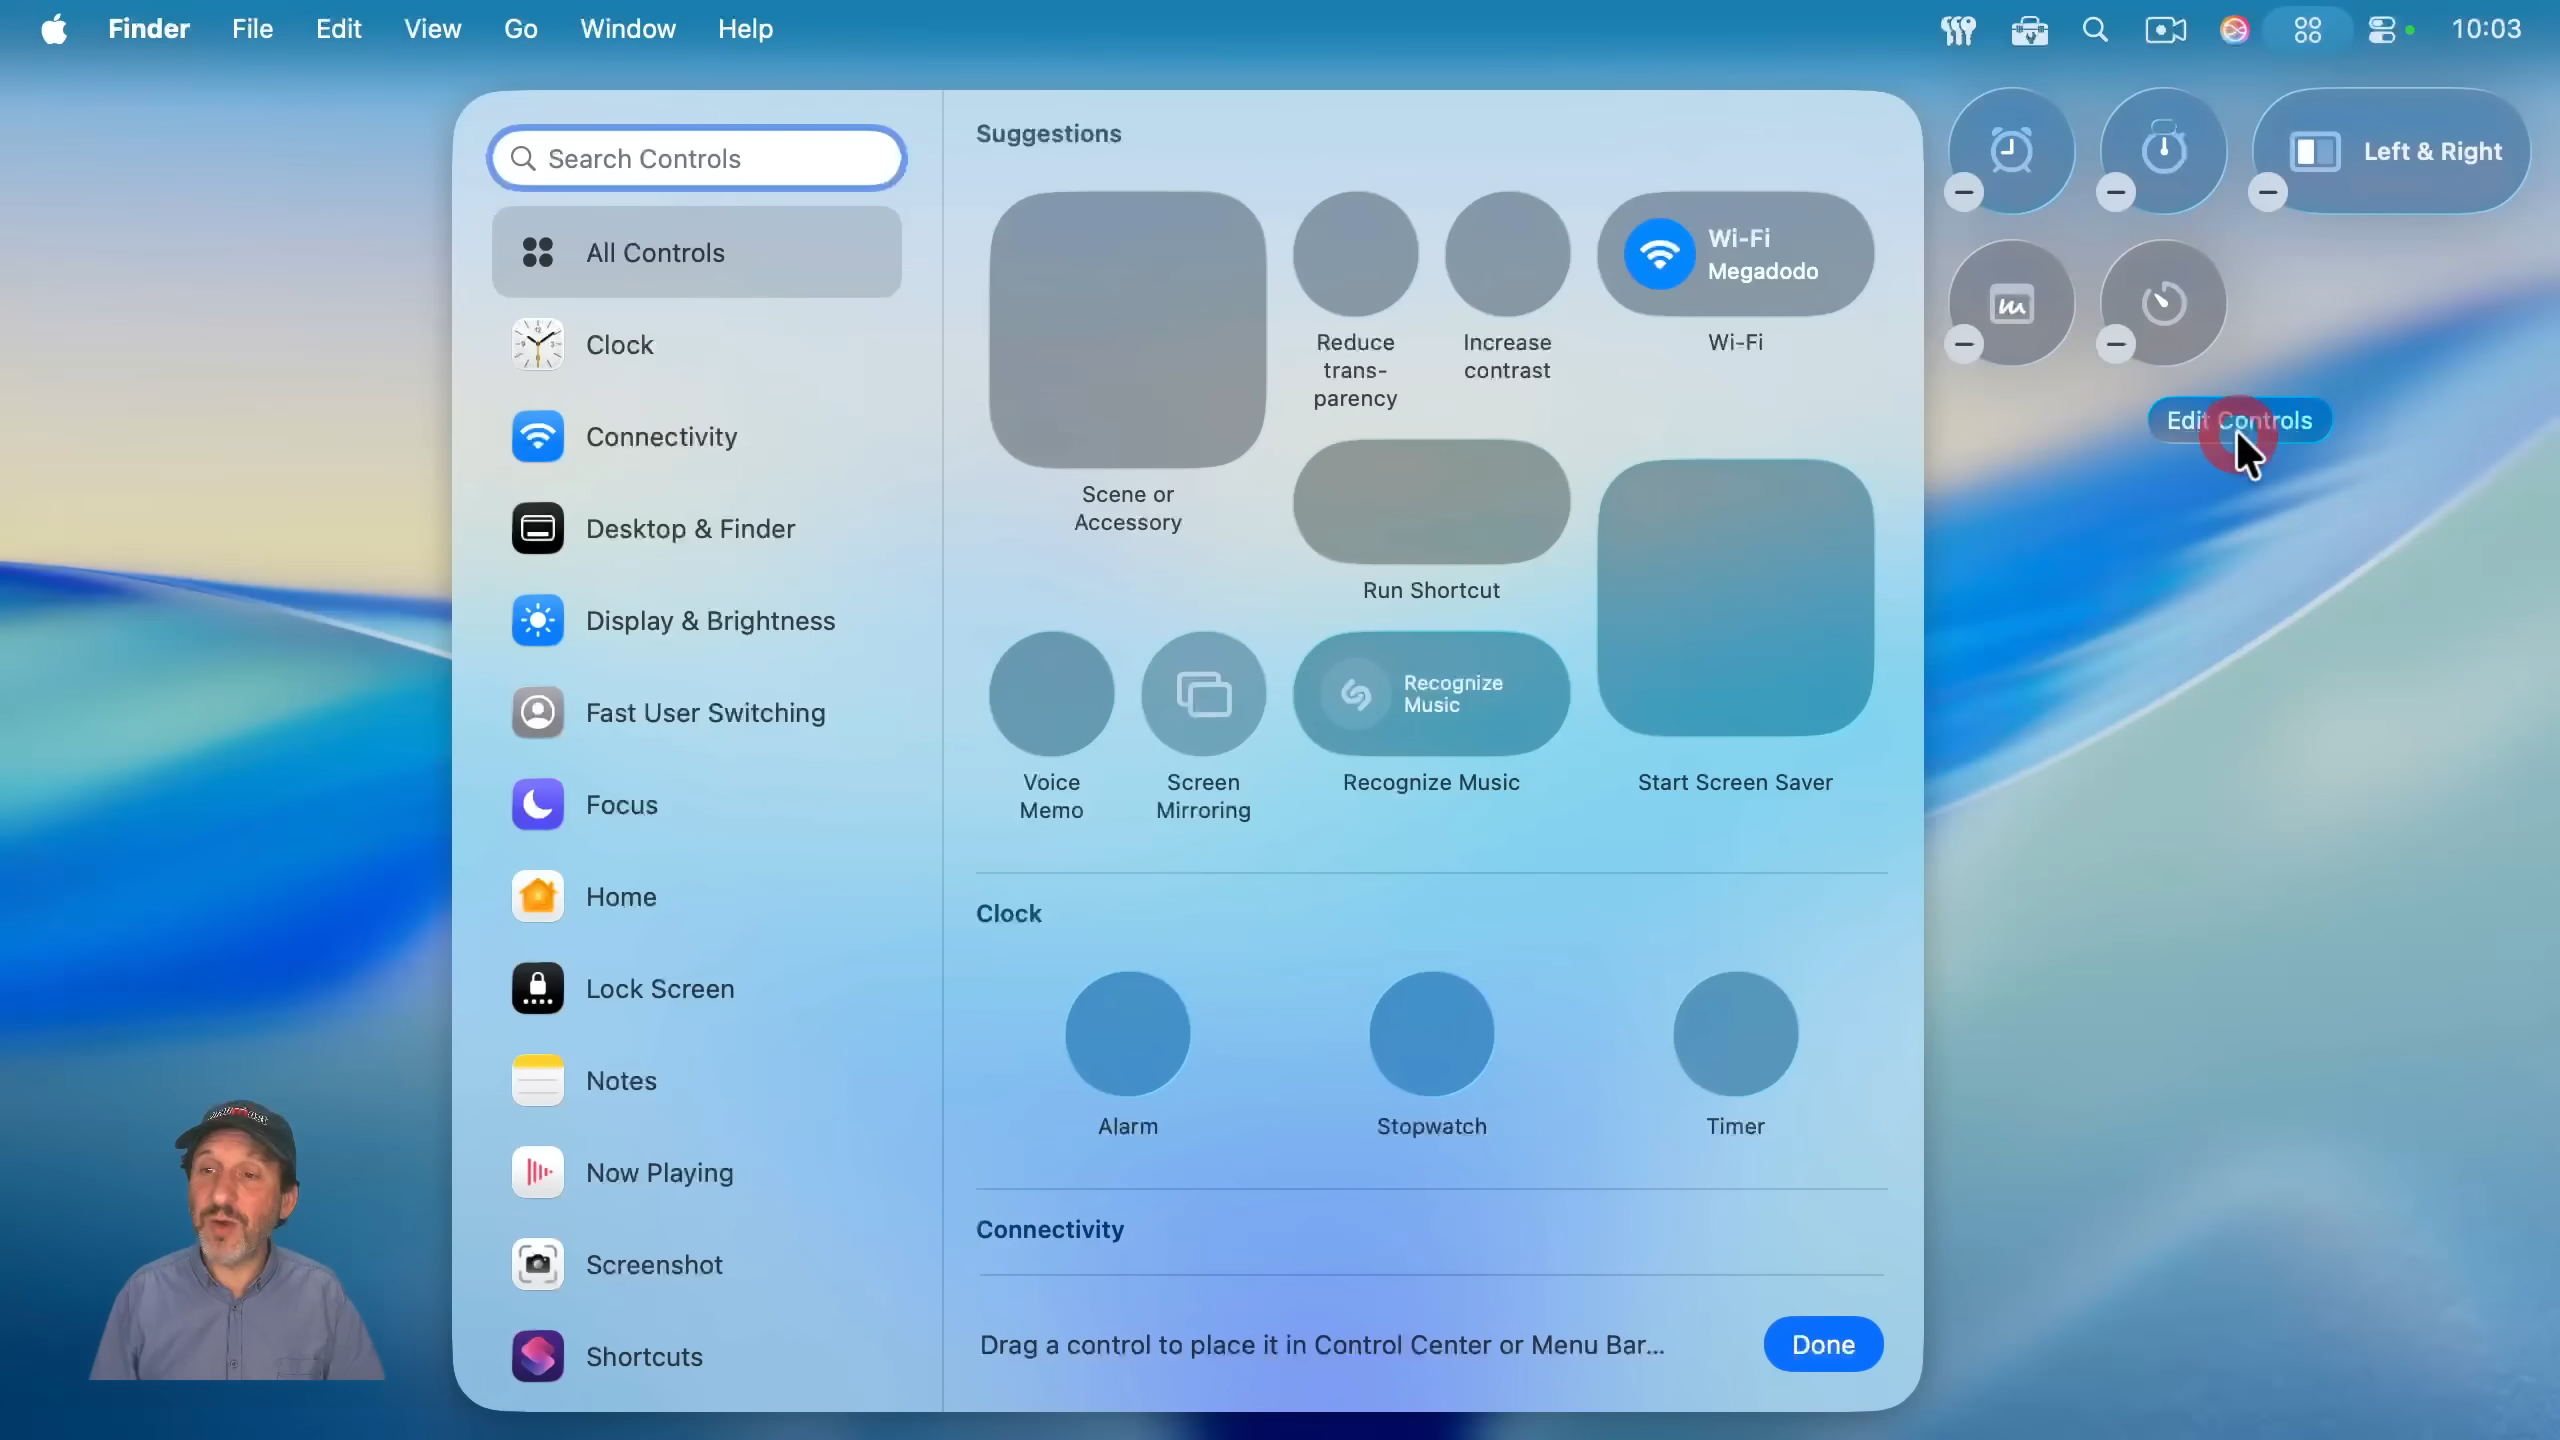 Finder File Edit View Go Window Help 10:03
Search Controls
All Controls
Clock
Connectivity
Desktop & Finder
Display & Brightness
Fast User Switching
Focus
Home
Lock Screen
Notes
Now Playing
Screenshot
Shortcuts
Suggestions
Wi-Fi
Megadodo
Reduce
trans-
parency
Increase
contrast
Wi-Fi
Scene or
Accessory
Run Shortcut
Recognize
Music
Voice
Memo
Screen
Mirroring
Recognize Music
Start Screen Saver
Clock
Alarm
Stopwatch
Timer
Connectivity
Drag a control to place it in Control Center or Menu Bar...
Done
Left & Right
Edit Controls